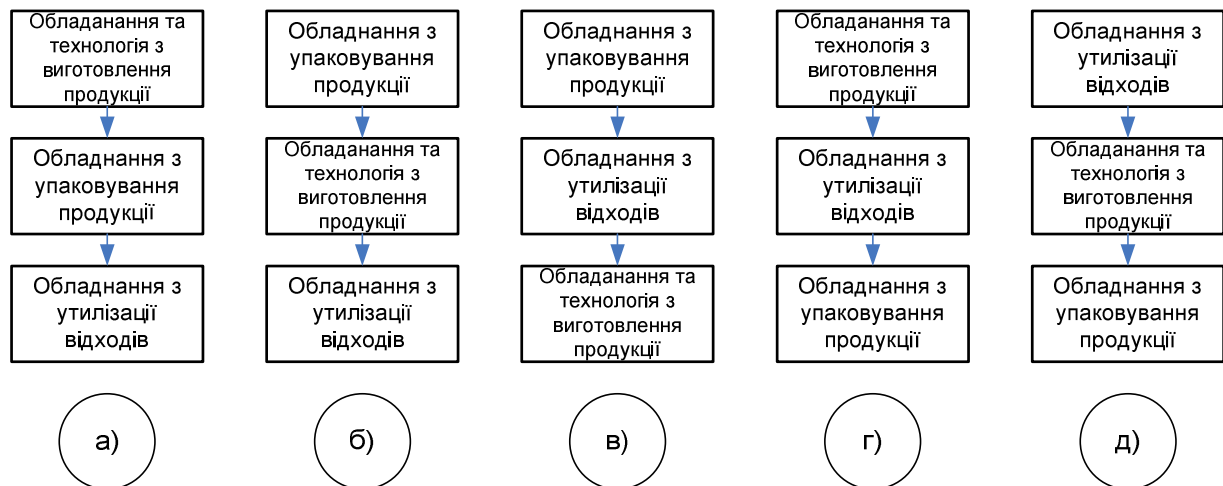 Обладанання та
технологія з
виготовлення
продукції
Обладнання з
упаковування
продукції
Обладнання з
утилізації
відходів
а)
Обладнання з
упаковування
продукції
Обладанання та
технологія з
виготовлення
продукції
Обладнання з
утилізації
відходів
б)
Обладнання з
упаковування
продукції
Обладнання з
утилізації
відходів
Обладанання та
технологія з
виготовлення
продукції
в)
Обладанання та
технологія з
виготовлення
продукції
Обладнання з
утилізації
відходів
Обладнання з
упаковування
продукції
г)
Обладнання з
утилізації
відходів
Обладанання та
технологія з
виготовлення
продукції
Обладнання з
упаковування
продукції
д)